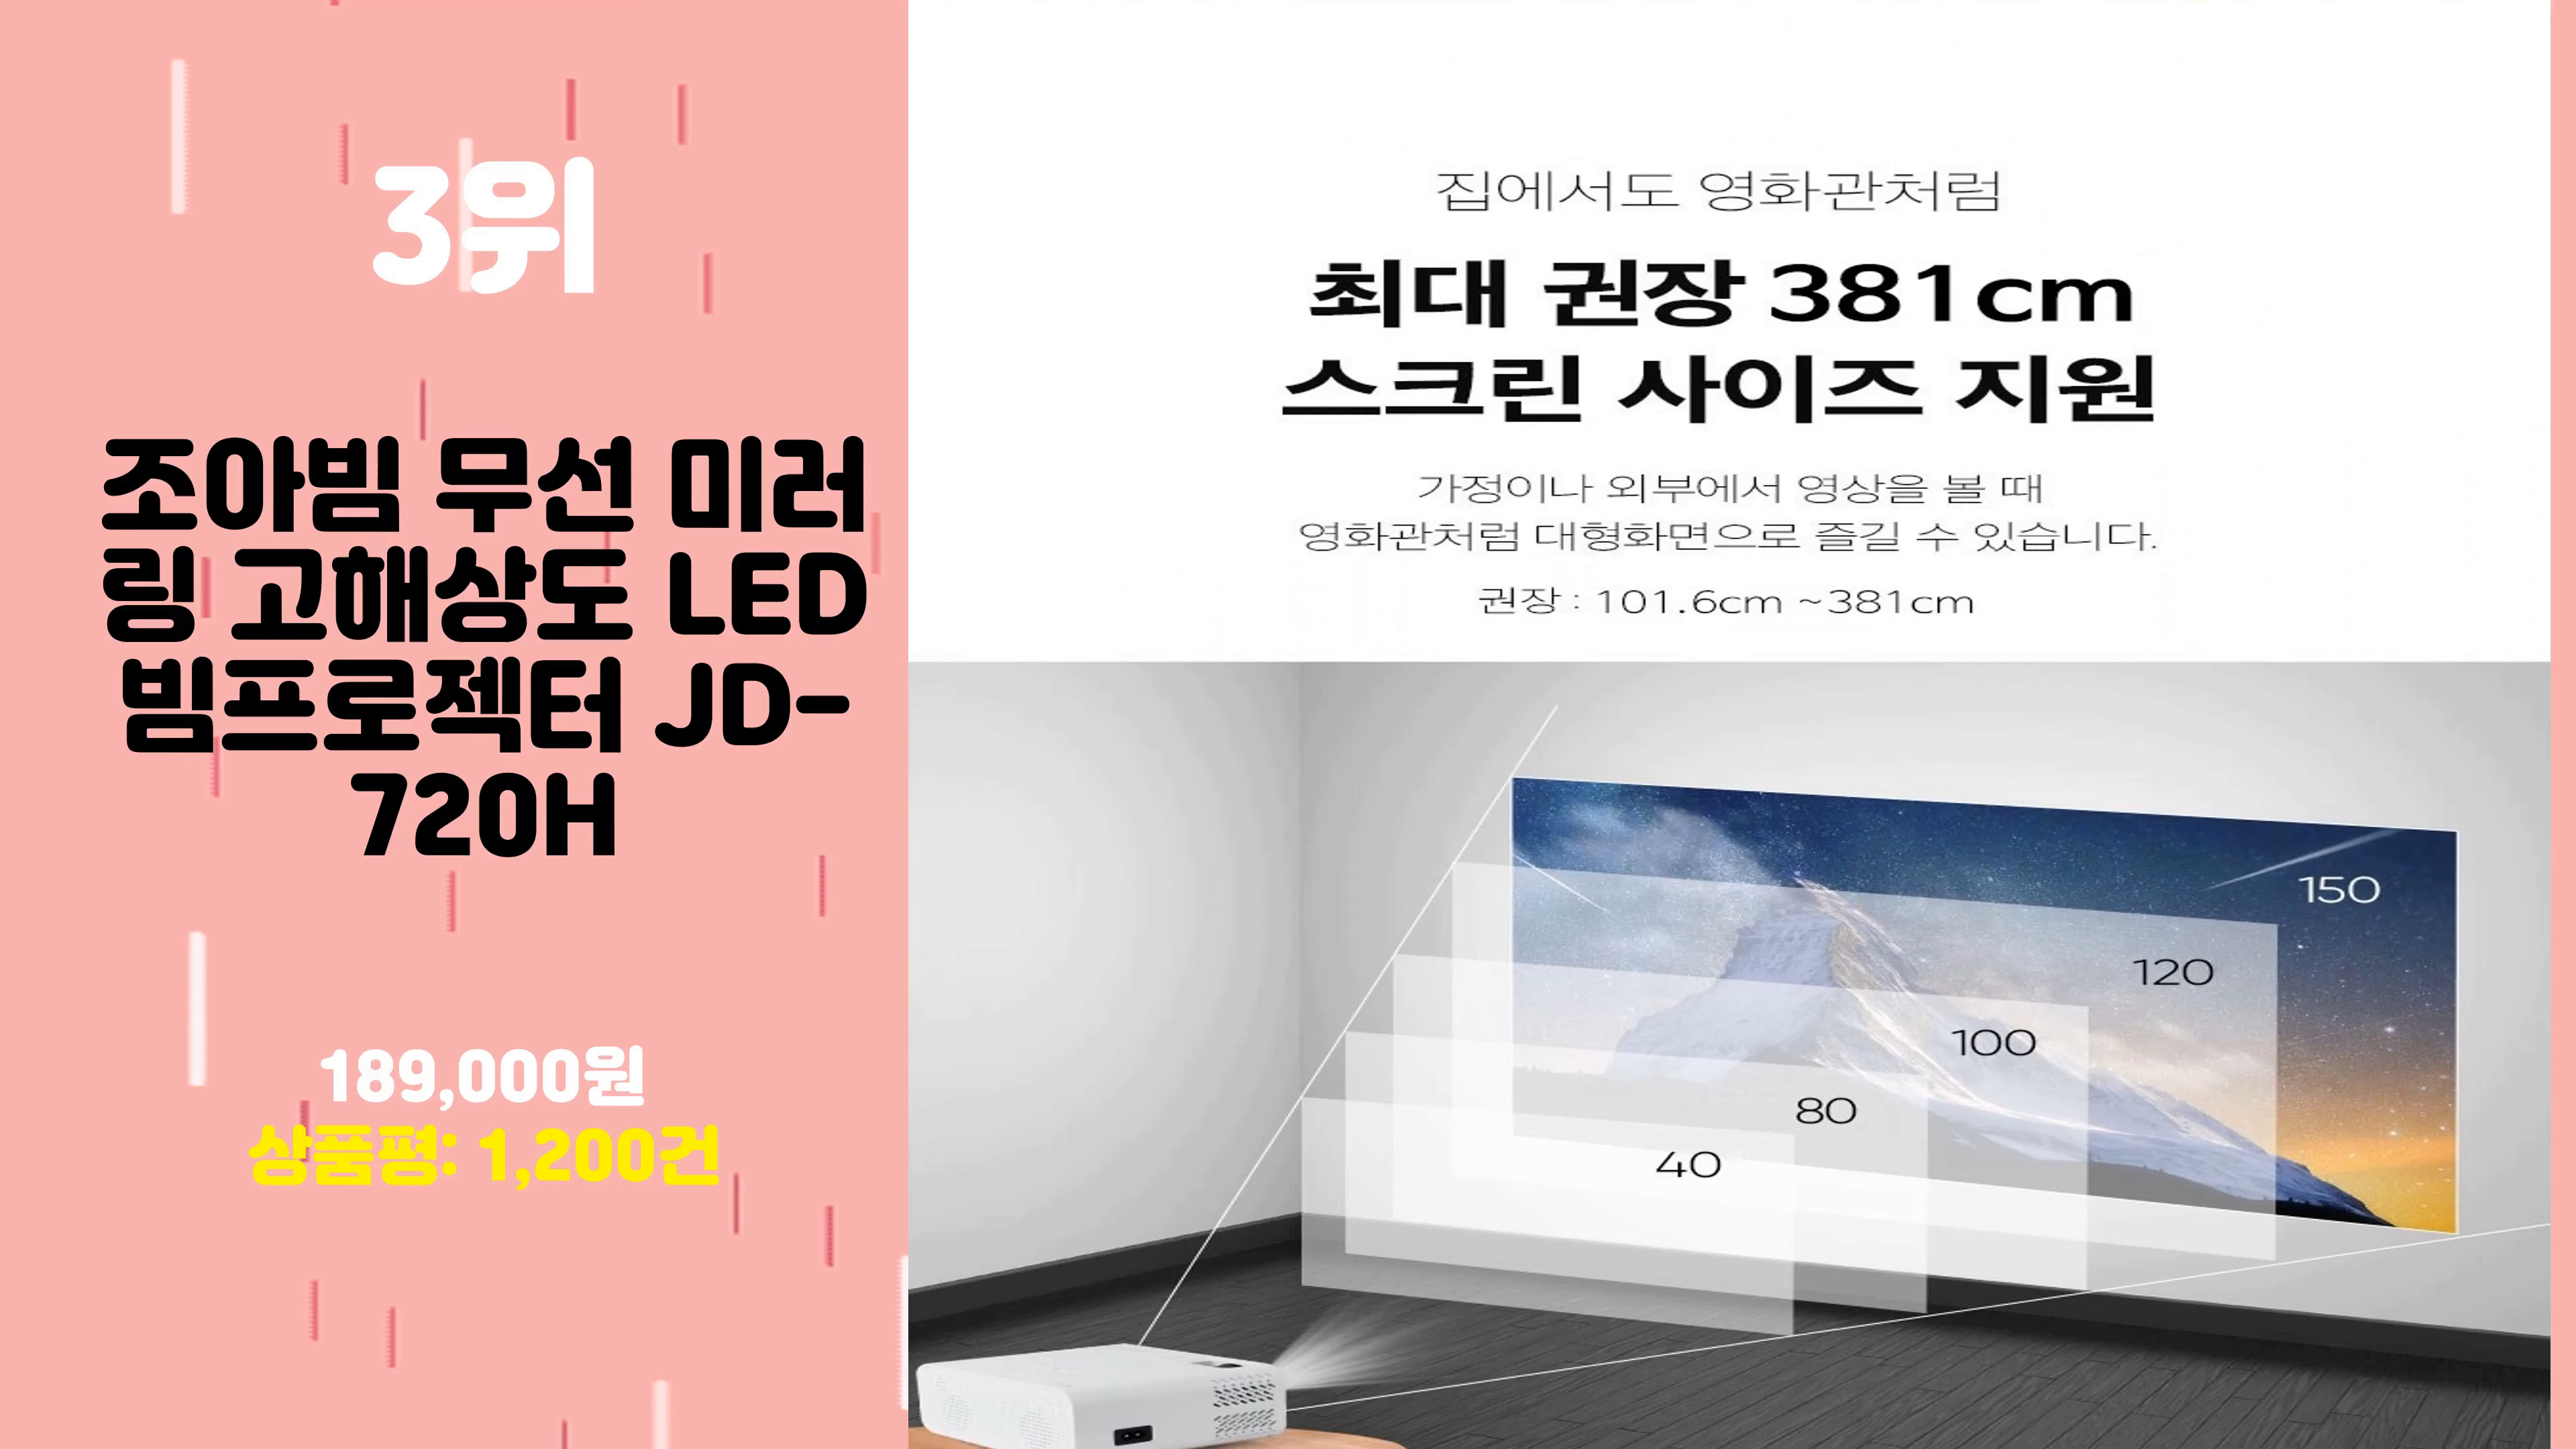 3위
조아빔 무선 미러
링 고해상도 LED
빔프로젝터 JD-
720H
189,000원
상품평: 1,200건
집에서도 영화관처럼
최대 권장 381cm
스크린 사이즈 지원
가정이나 외부에서 영상을 볼 때
영화관처럼 대형화면으로 즐길 수 있습니다.
권장 : 101.6cm ~381cm
150
120
100
80
40